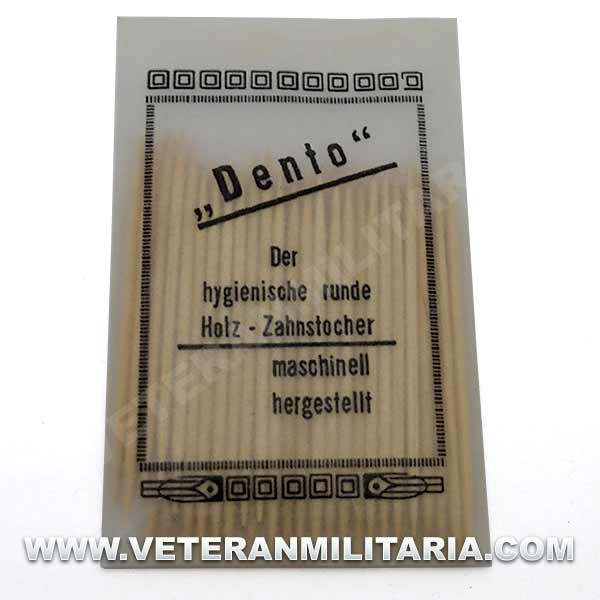 „Dento“
Der
hygienische runde
Holz - Zahnstocher
maschinell
hergestellt
WWW.VETERANMILITARIA.COM